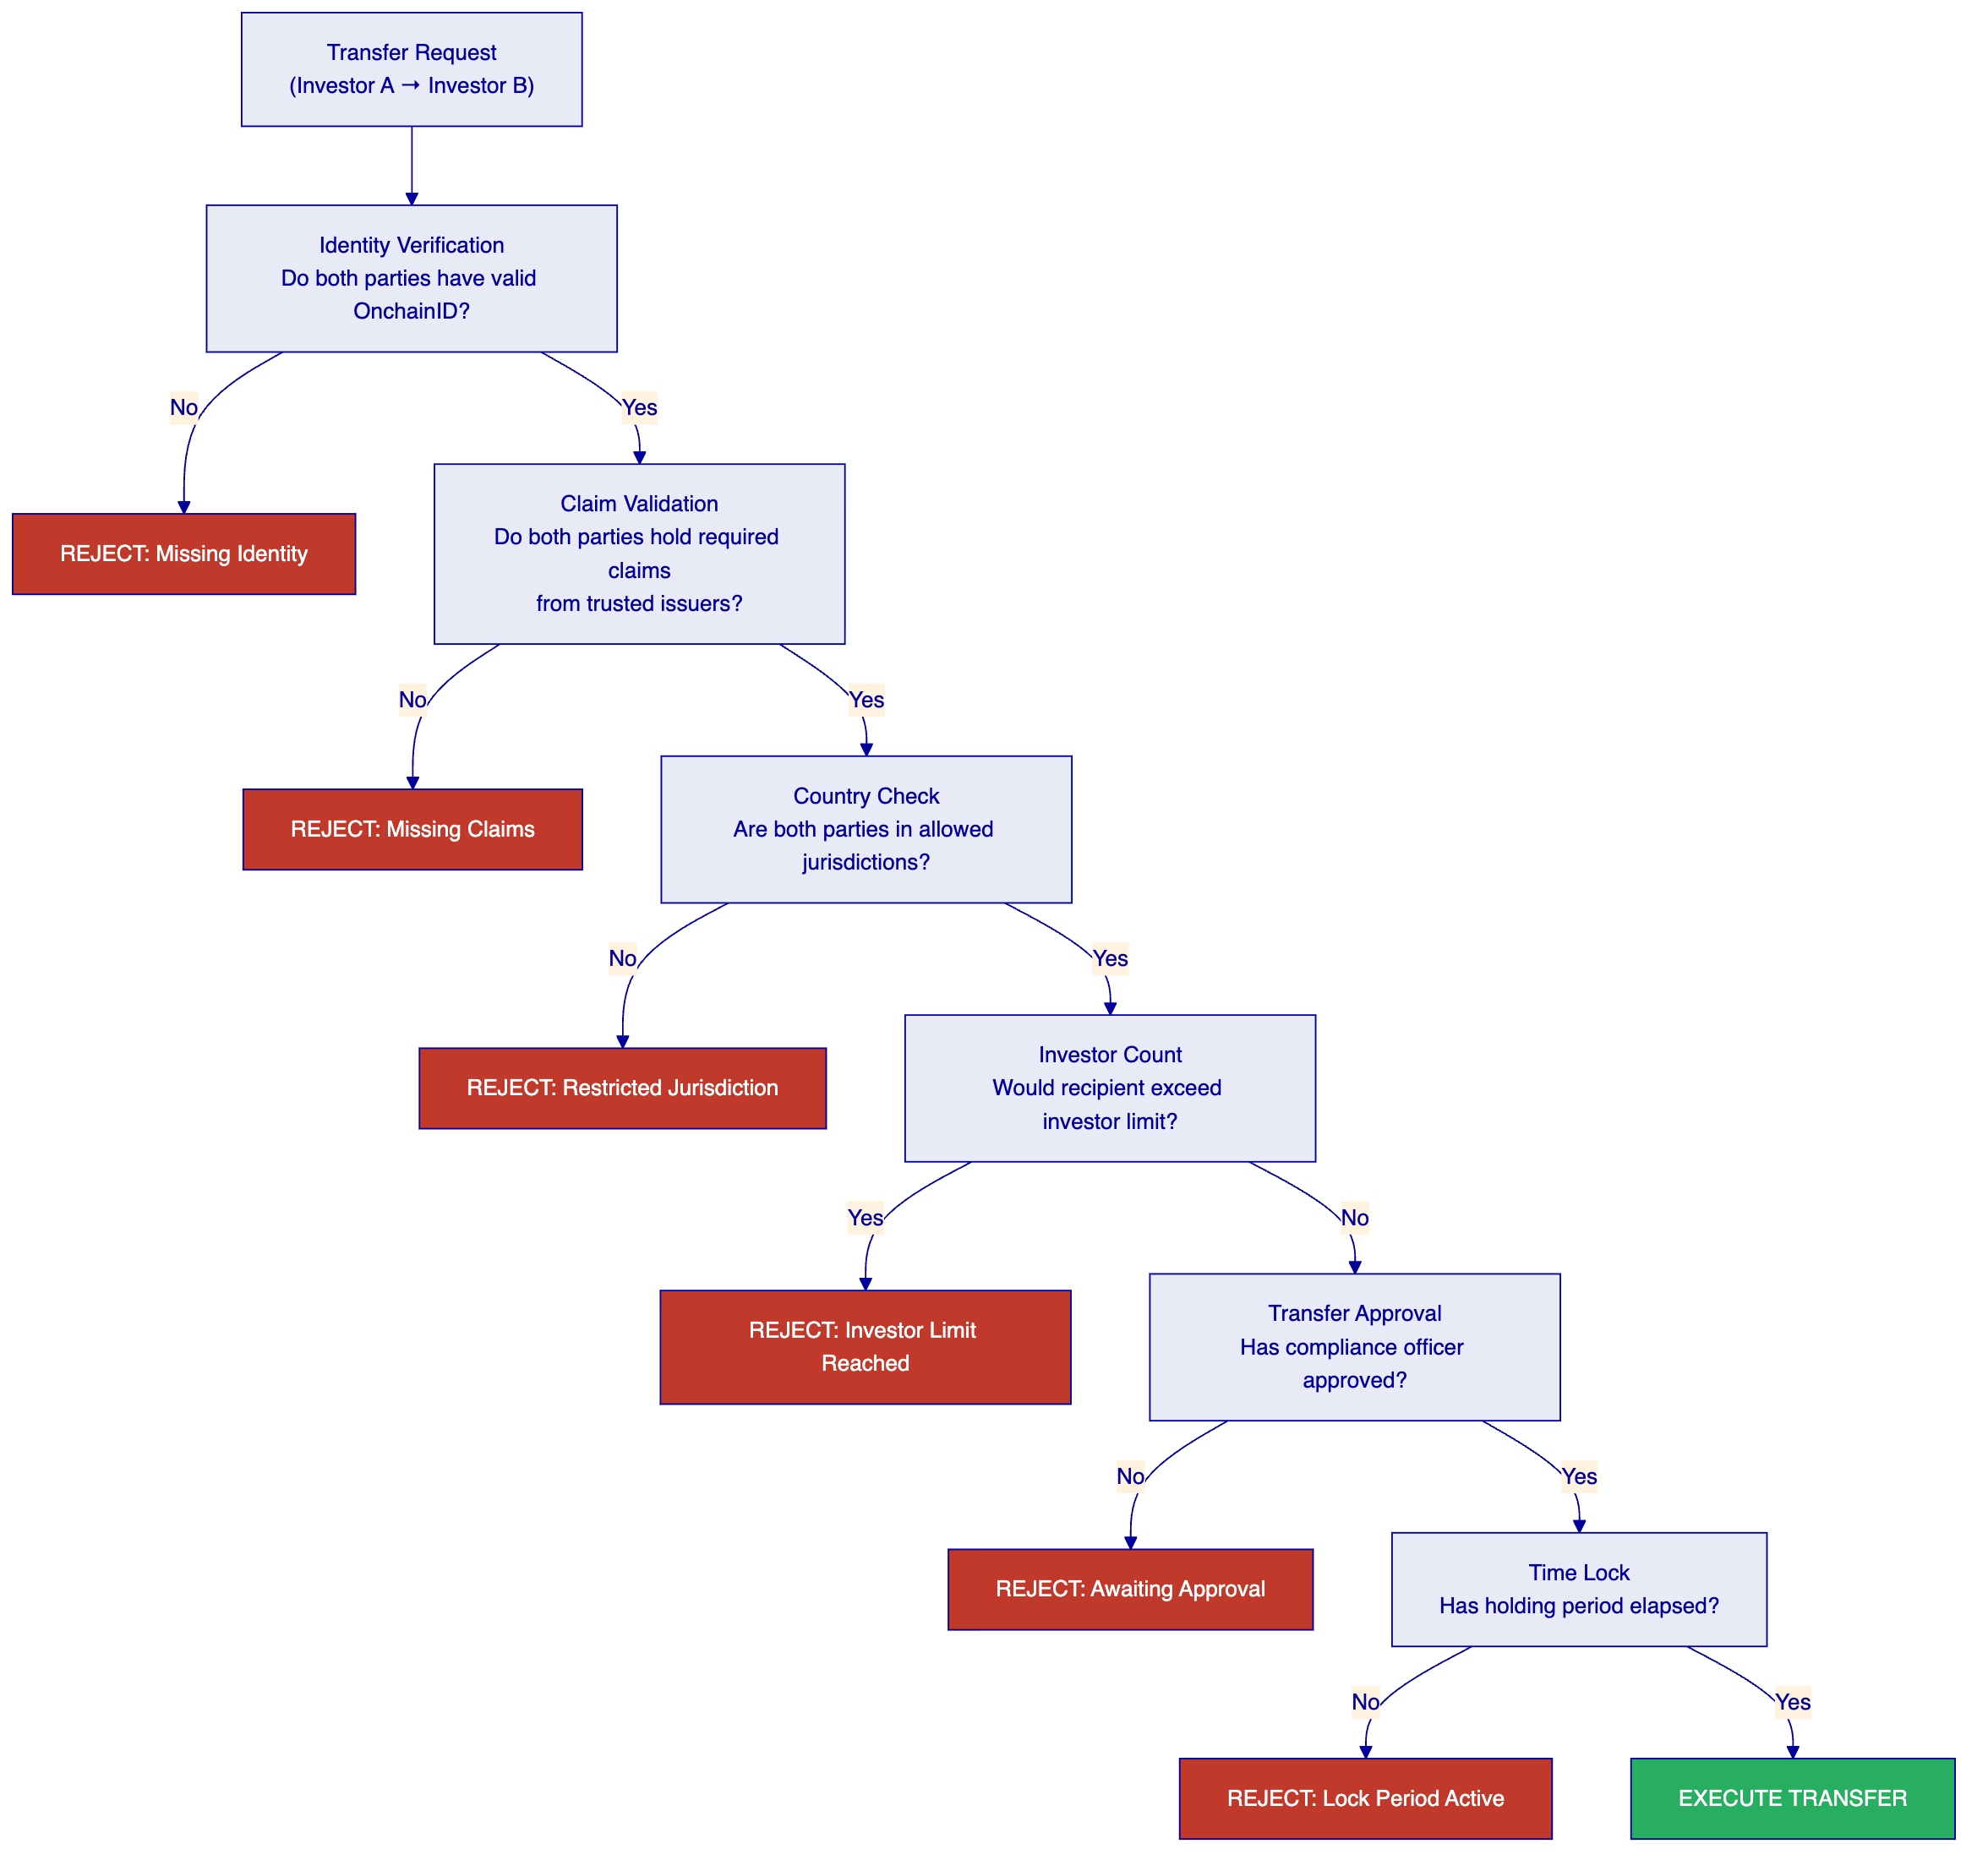 Transfer Request
(Investor A → Investor B)
Identity Verification
Do both parties have valid
OnchainID?
No
Yes
Claim Validation
Do both parties hold required
claims
from trusted issuers?
REJECT: Missing Identity
No
Yes
Country Check
Are both parties in allowed
jurisdictions?
REJECT: Missing Claims
No
Yes
Investor Count
Would recipient exceed
investor limit?
REJECT: Restricted Jurisdiction
Yes
No
Transfer Approval
Has compliance officer
approved?
REJECT: Investor Limit
Reached
No
Yes
Time Lock
Has holding period elapsed?
REJECT: Awaiting Approval
No
Yes
REJECT: Lock Period Active
EXECUTE TRANSFER